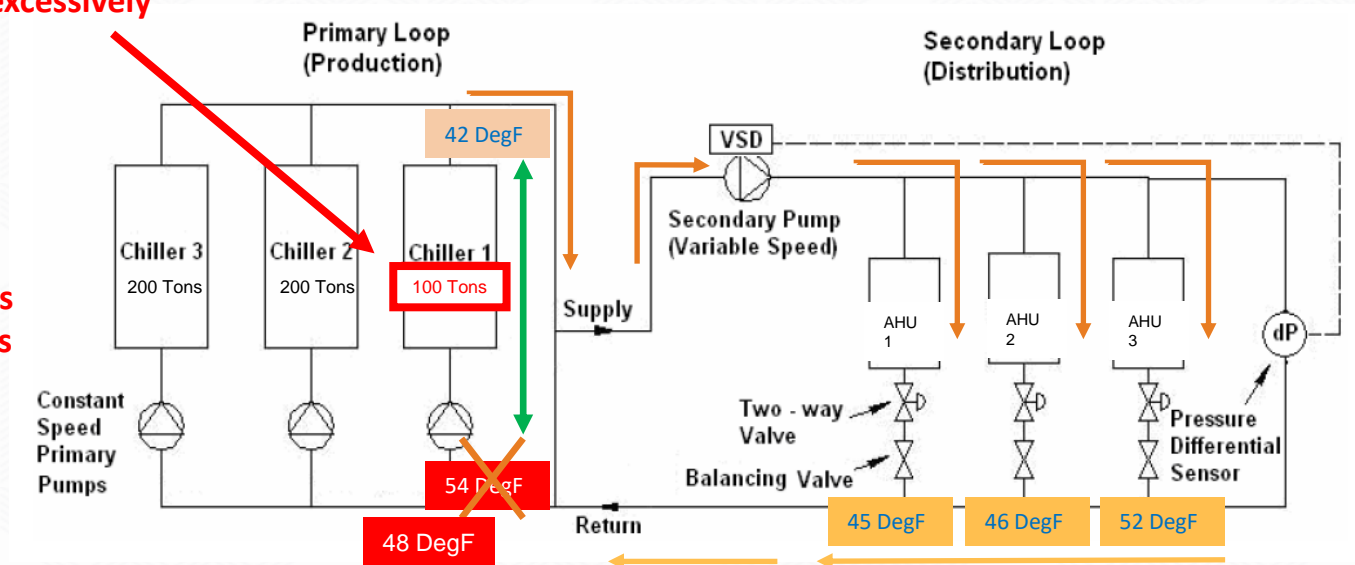 excessively
Primary Loop
(Production)
Secondary Loop
(Distribution)
42 DegF
VSD
Secondary Pump
(Variable Speed)
Chiller 3
200 Tons
Chiller 2
200 Tons
Chiller 1
100 Tons
s
s
Supply
AHU
1
AHU
2
AHU
3
dP
Constant
Speed
Primary
Pumps
Two - way
Valve
Balancing Valve
Pressure
Differential
Sensor
54 DegF
48 DegF
Return
45 DegF
46 DegF
52 DegF